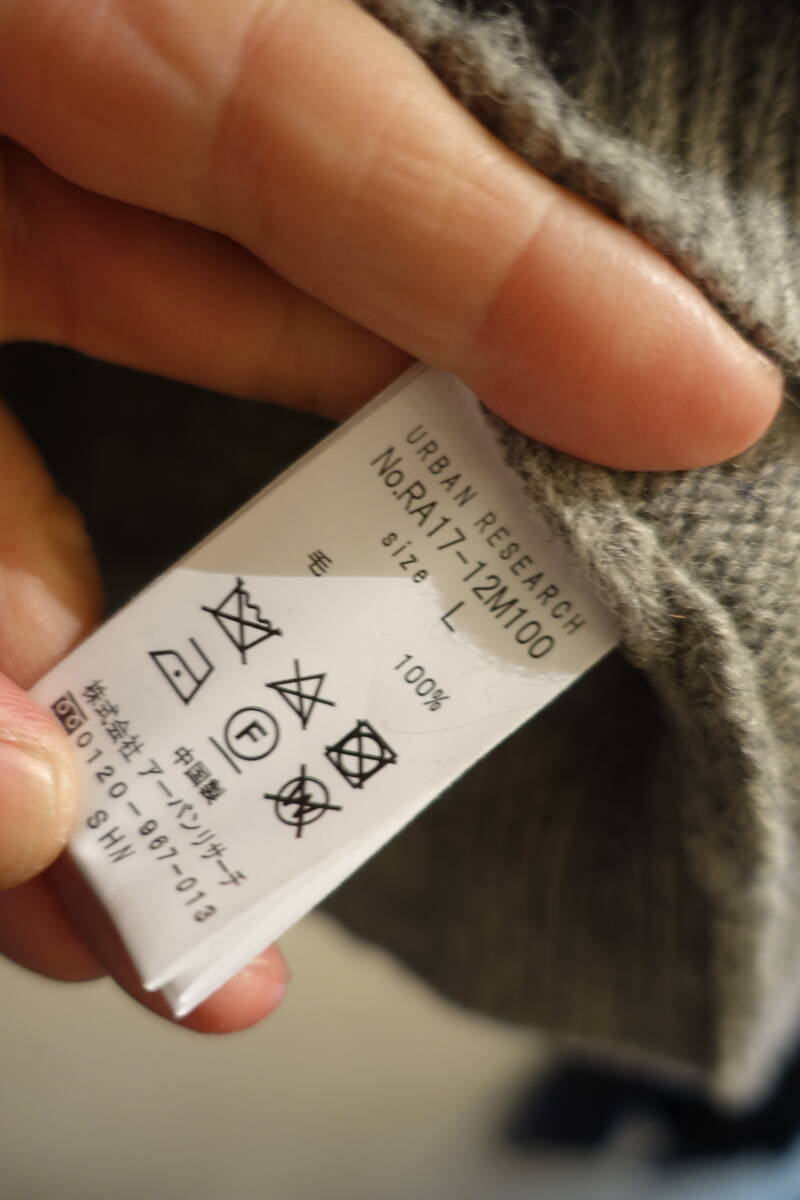 URBAN RESEARCH
No.RA17-12M100
size L
毛 100%
F
W
中国製
株式会社 アーバンリサーチ
0120-967-013
SHN